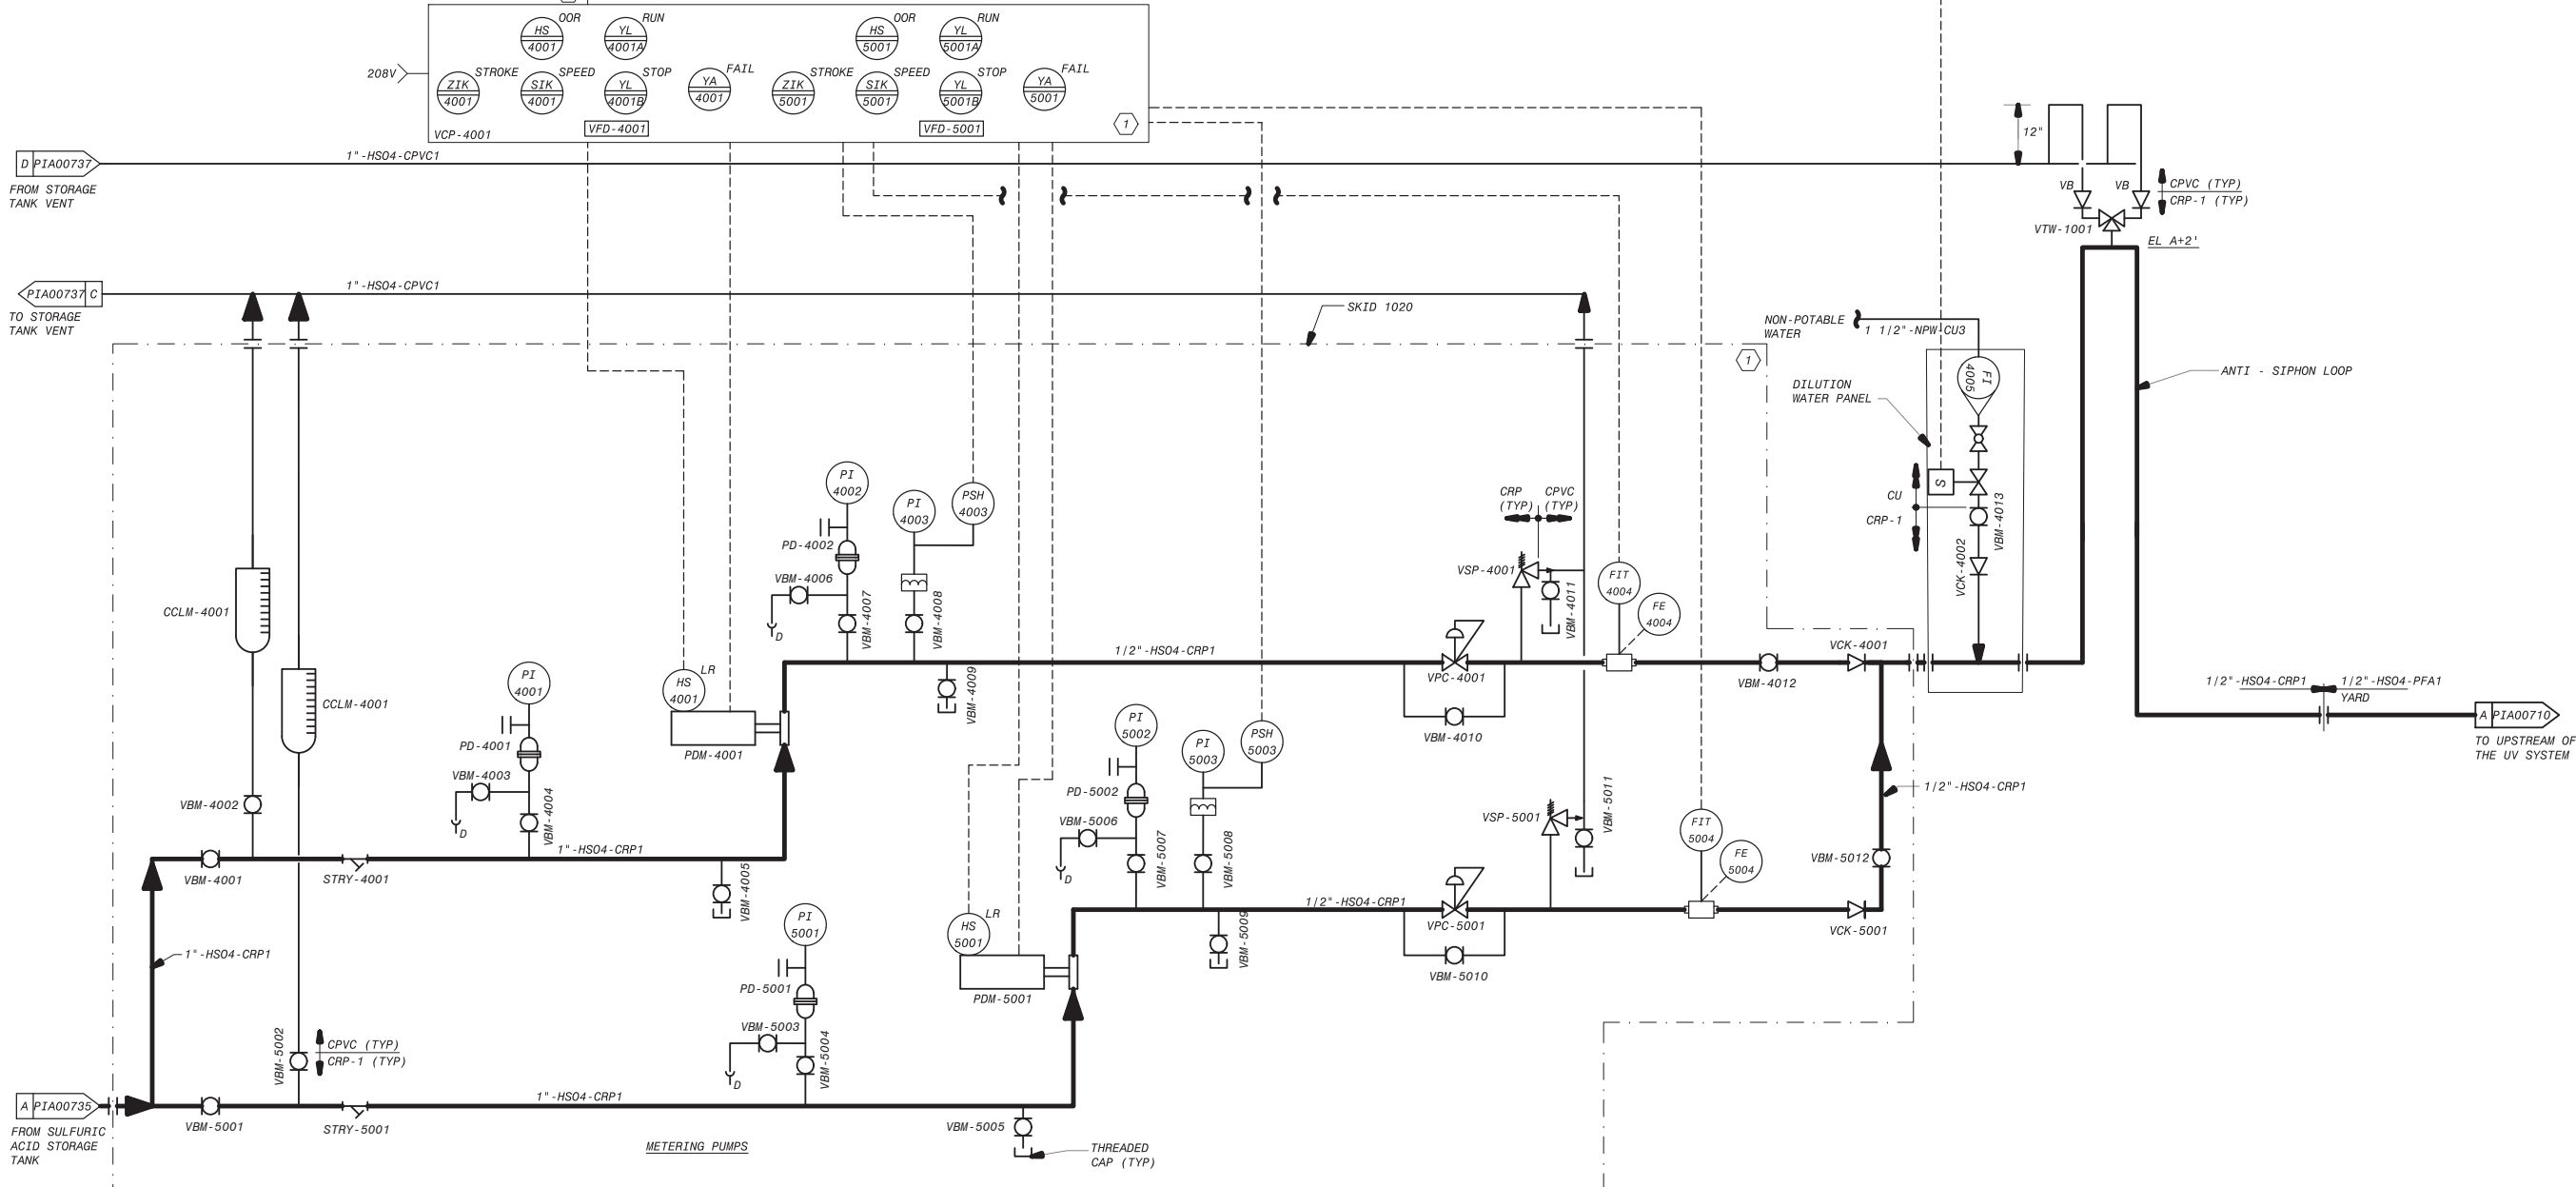 OOR
HS
4001
RUN
YL
4001A
OOR
HS
5001
RUN
YL
5001A
208V
STROKE
ZIK
4001
SPEED
SIK
4001
STOP
YL
4001B
FAIL
YA
4001
STROKE
ZIK
5001
SPEED
SIK
5001
STOP
YL
5001B
FAIL
YA
5001
VCP-4001
VFD-4001
VFD-5001
1
D PIA00737
FROM STORAGE
TANK VENT
1"-HSO4-CPVC1
12"
VB
VB
CPVC (TYP)
CRP-1 (TYP)
VTW-1001
EL A+2'
PIA00737 C
TO STORAGE
TANK VENT
1"-HSO4-CPVC1
SKID 1020
NON-POTABLE
WATER
1 1/2"-NPW-CU3
1
FI
4005
DILUTION
WATER PANEL
ANTI - SIPHON LOOP
S
CU
CRP-1
VBM-4013
VCK-4002
PI
4002
PI
4003
PSH
4003
PD-4002
VBM-4006
D
VBM-4007
VBM-4008
VBM-4009
CRP
(TYP)
CPVC
(TYP)
VSP-4001
VBM-4011
FIT
4004
FE
4004
CCLM-4001
CCLM-4001
1/2"-HSO4-CRP1
VPC-4001
VBM-4010
VBM-4012
VCK-4001
PI
4001
PD-4001
VBM-4003
D
VBM-4004
HS
4001
LR
PDM-4001
1/2"-HSO4-CRP1
1/2"-HSO4-PFA1
YARD
A PIA00710
TO UPSTREAM OF
THE UV SYSTEM
PI
5002
PI
5003
PSH
5003
PD-5002
VBM-5006
D
VBM-5007
VBM-5008
VBM-5009
VSP-5001
VBM-5011
FIT
5004
FE
5004
1/2"-HSO4-CRP1
VBM-5012
VBM-4002
VBM-4001
STRY-4001
1"-HSO4-CRP1
VBM-4005
1/2"-HSO4-CRP1
VPC-5001
VBM-5010
VCK-5001
HS
5001
LR
PDM-5001
1"-HSO4-CRP1
PI
5001
PD-5001
VBM-5003
D
VBM-5004
VBM-5002
CPVC (TYP)
CRP-1 (TYP)
A PIA00735
FROM SULFURIC
ACID STORAGE
TANK
VBM-5001
STRY-5001
1"-HSO4-CRP1
VBM-5005
THREADED
CAP (TYP)
METERING PUMPS